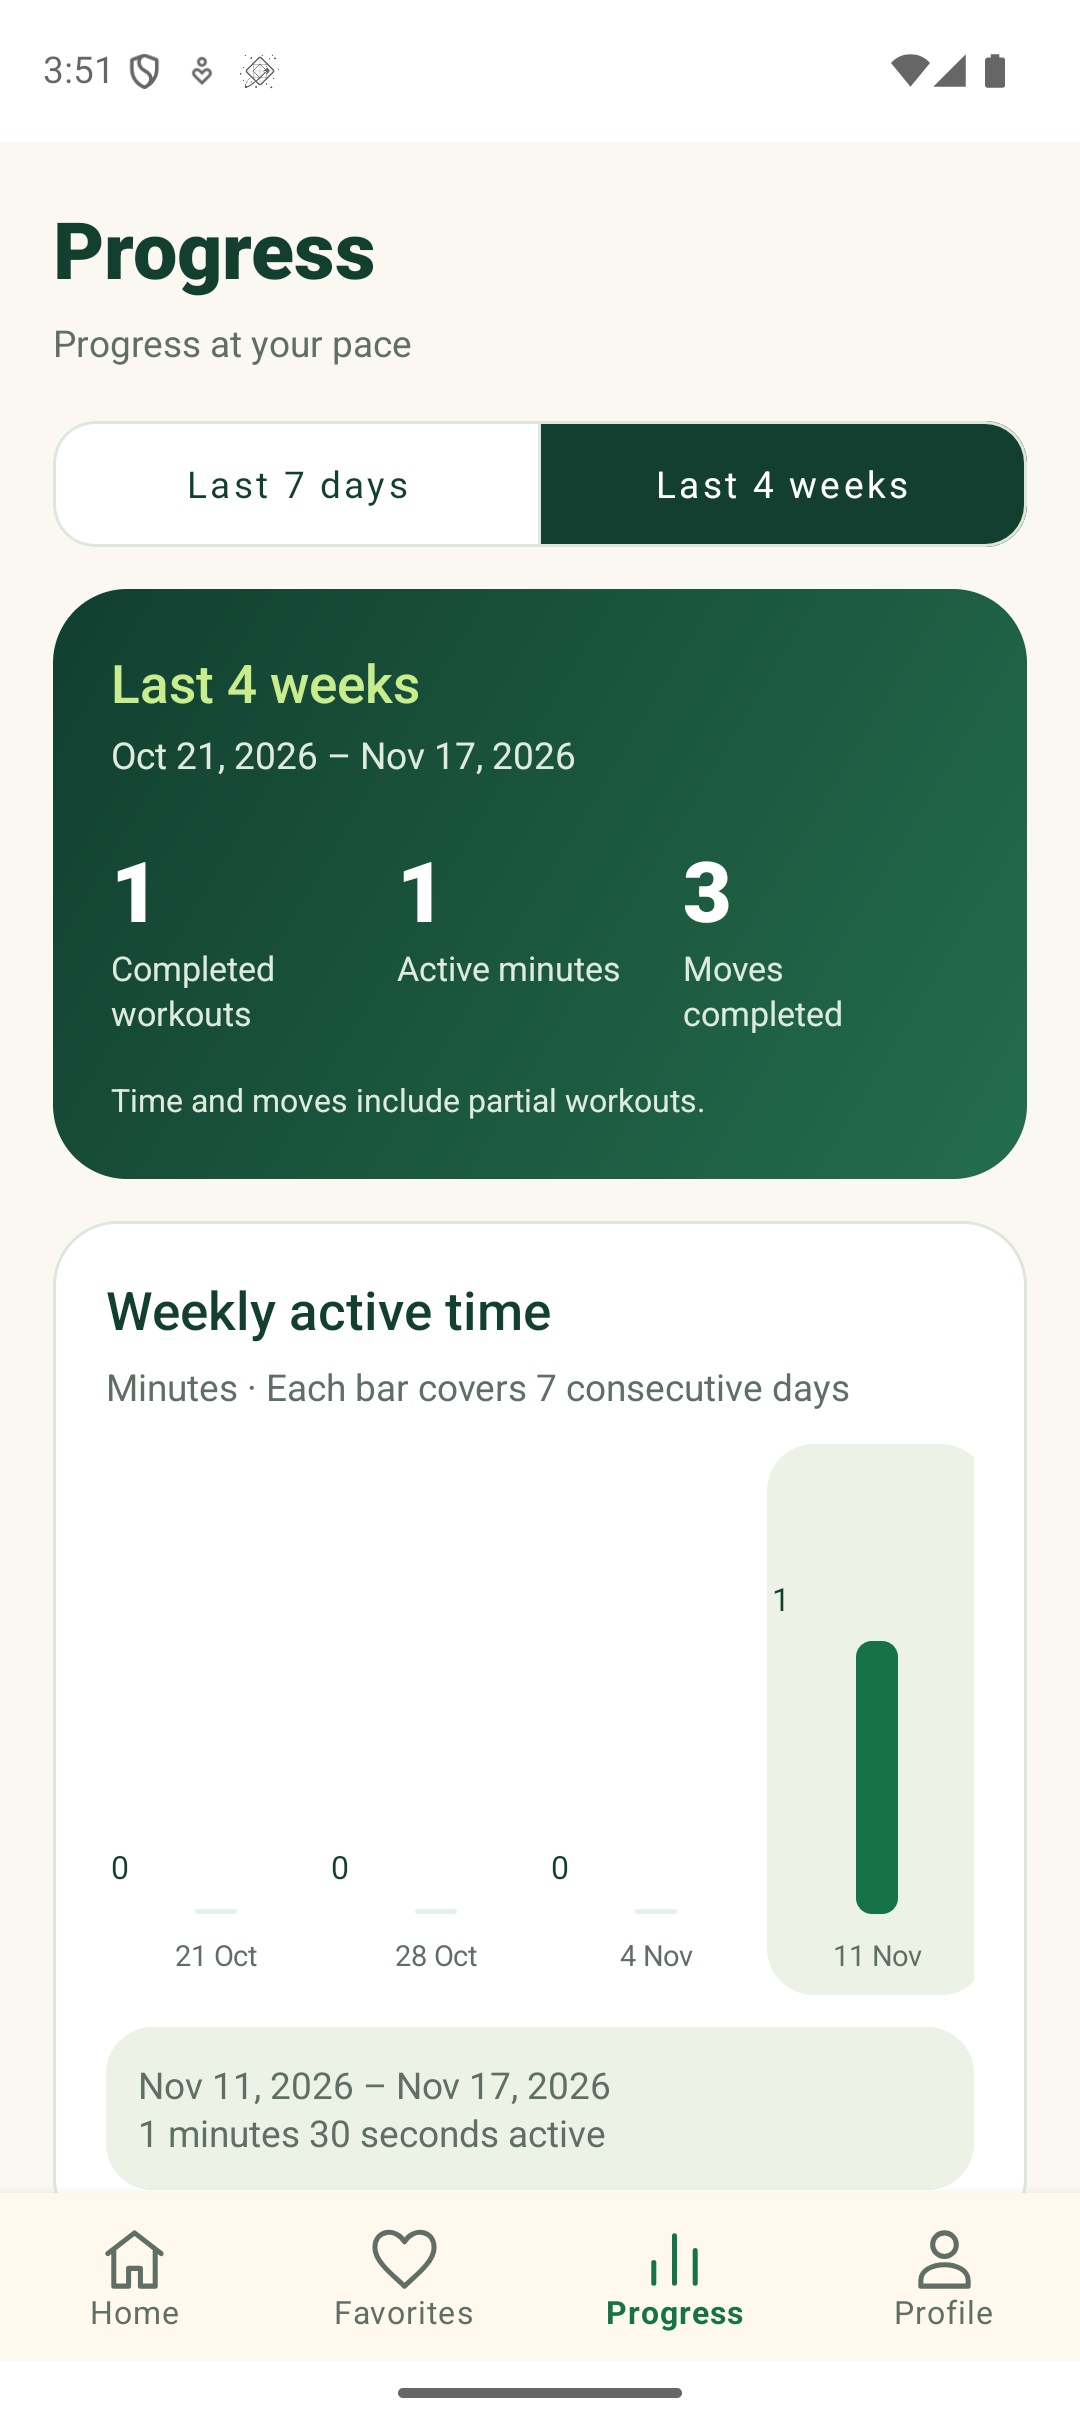 3:51
Progress
Progress at your pace
Last 7 days
Last 4 weeks
Last 4 weeks
Oct 21, 2026 – Nov 17, 2026
1
Completed workouts
1
Active minutes
3
Moves completed
Time and moves include partial workouts.
Weekly active time
Minutes · Each bar covers 7 consecutive days
0
0
0
1
21 Oct
28 Oct
4 Nov
11 Nov
Nov 11, 2026 – Nov 17, 2026
1 minutes 30 seconds active
Home
Favorites
Progress
Profile